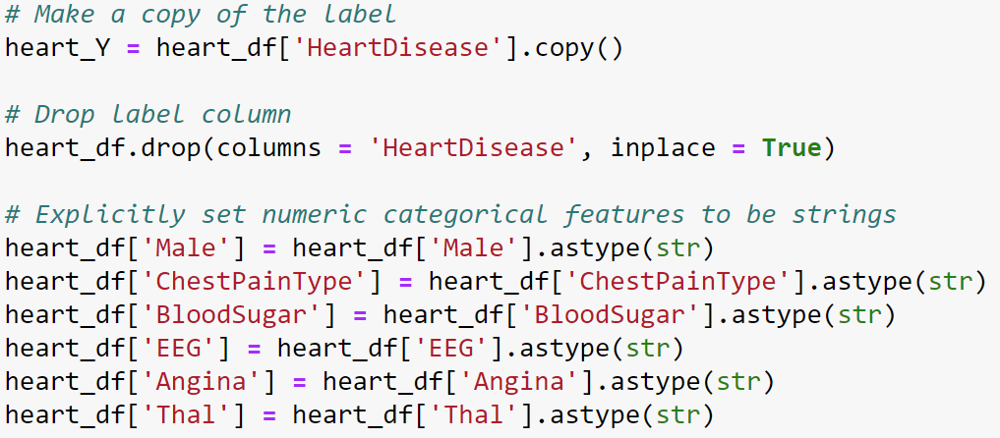 # Make a copy of the label
heart_Y = heart_df['HeartDisease'].copy()
# Drop label column
heart_df.drop(columns = 'HeartDisease', inplace = True)
# Explicitly set numeric categorical features to be strings
heart_df['Male'] = heart_df['Male'].astype(str)
heart_df['ChestPainType'] = heart_df['ChestPainType'].astype(str)
heart_df['BloodSugar'] = heart_df['BloodSugar'].astype(str)
heart_df['EEG'] = heart_df['EEG'].astype(str)
heart_df['Angina'] = heart_df['Angina'].astype(str)
heart_df['Thal'] = heart_df['Thal'].astype(str)